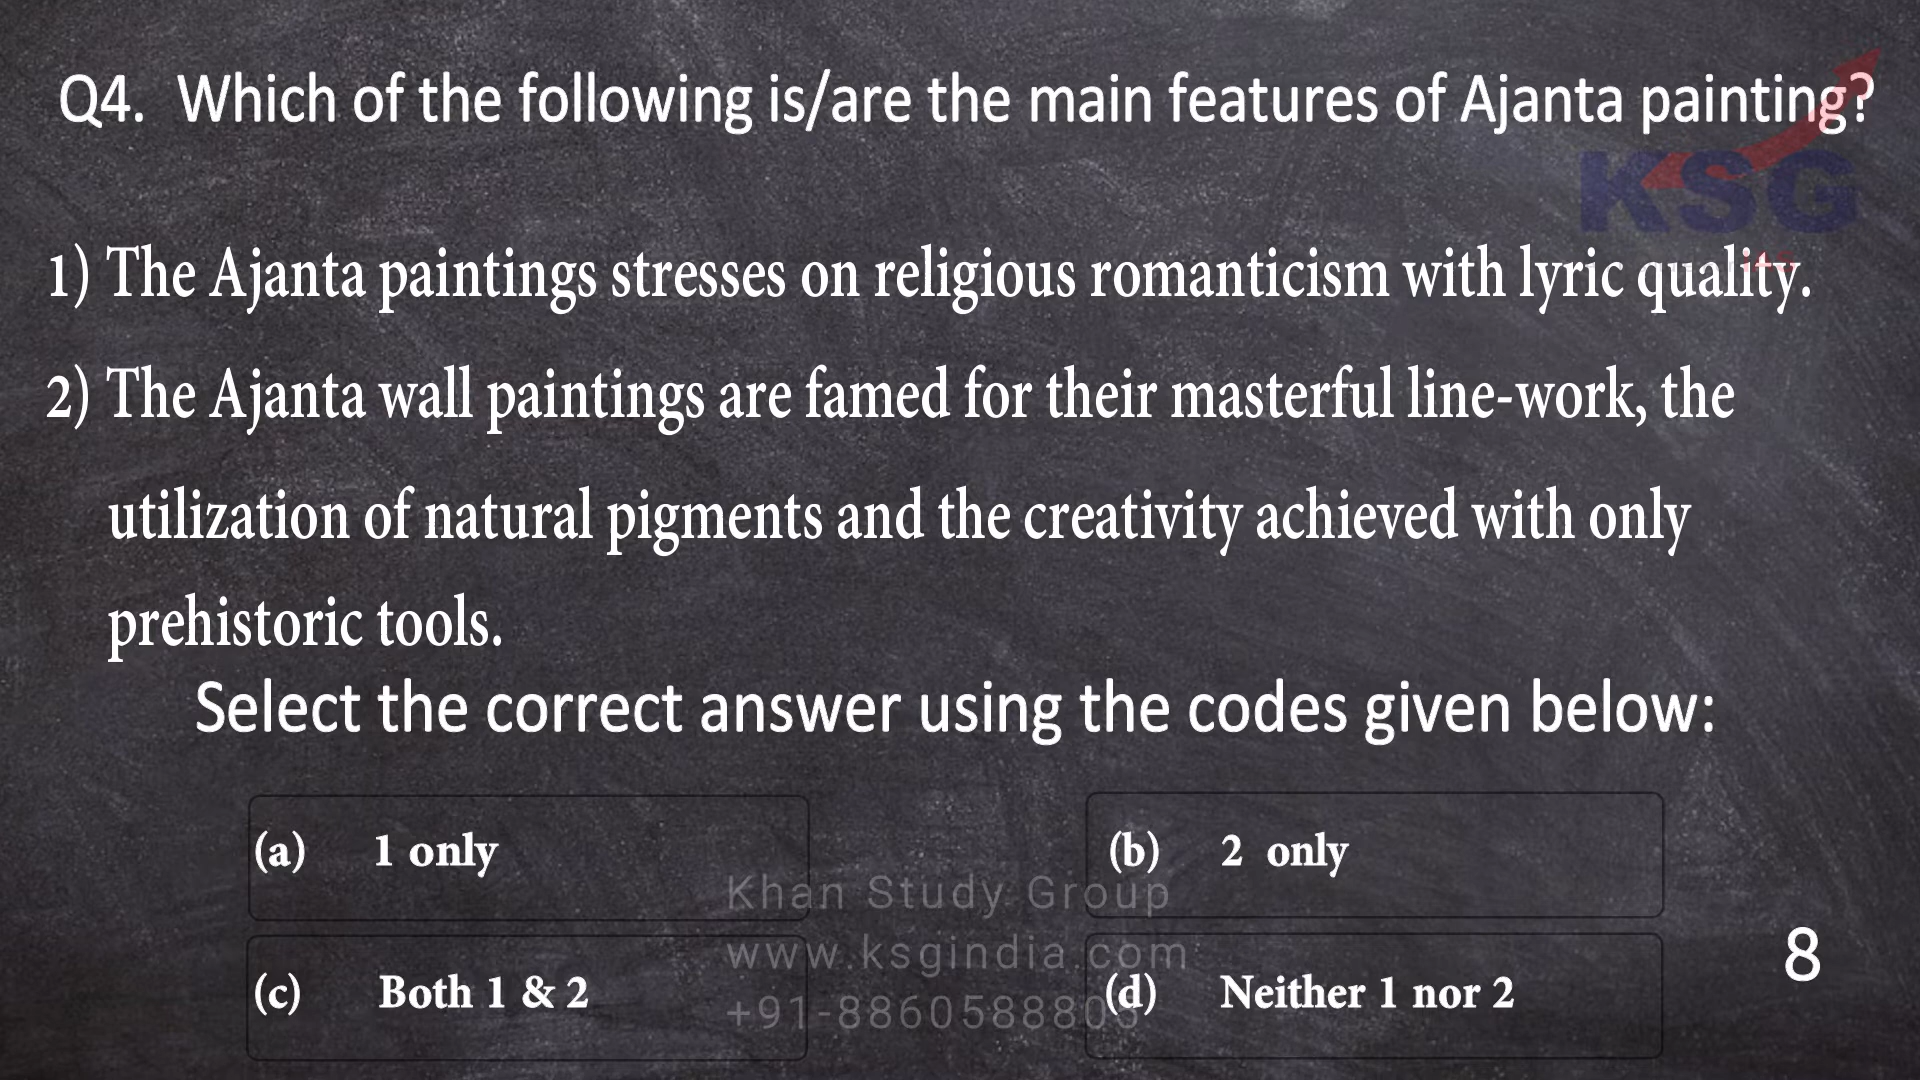 Q4. Which of the following is/are the main features of Ajanta painting?
KSG
IAS
1) The Ajanta paintings stresses on religious romanticism with lyric quality.
2) The Ajanta wall paintings are famed for their masterful line-work, the
utilization of natural pigments and the creativity achieved with only
prehistoric tools.
Select the correct answer using the codes given below:
(a) 1 only
(b) 2 only
Khan Study Group
www.ksgindia.com
8
(c) Both 1 & 2
(d) Neither 1 nor 2